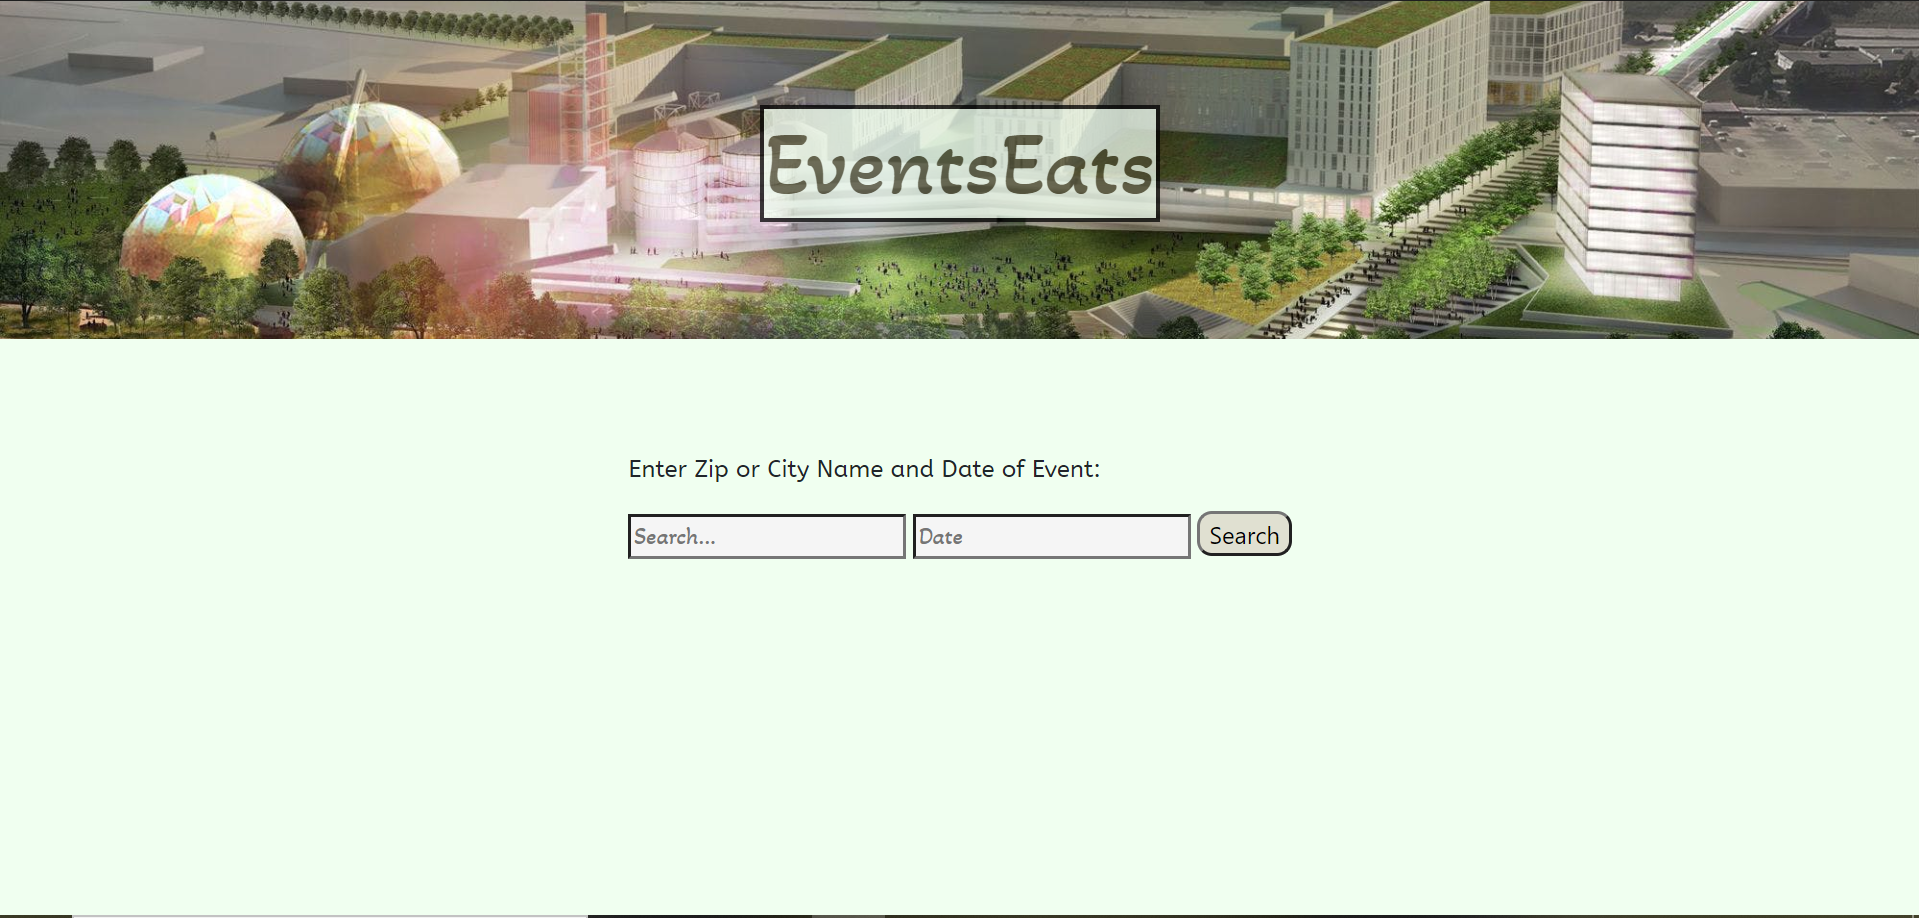 EventsEats
Enter Zip or City Name and Date of Event:
Search... Date Search